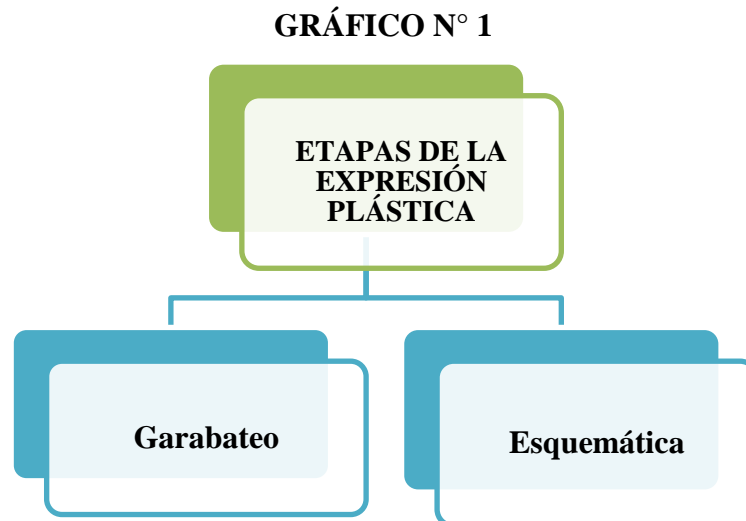 GRÁFICO N° 1
ETAPAS DE LA
EXPRESIÓN
PLÁSTICA
Garabateo
Esquemática